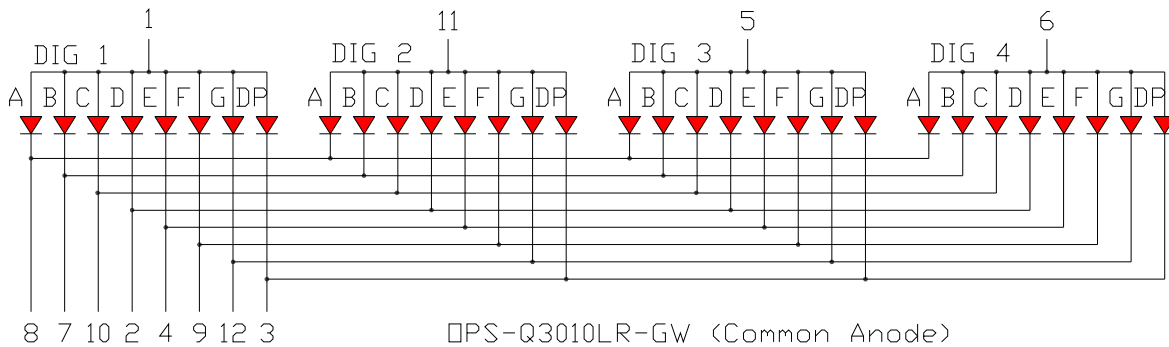 1 11 5 6
DIG 1 DIG 2 DIG 3 DIG 4
A B C D E F G DP A B C D E F G DP A B C D E F G DP A B C D E F G DP
8 7 10 2 4 9 12 3 OPS-Q3010LR-GW (Common Anode)